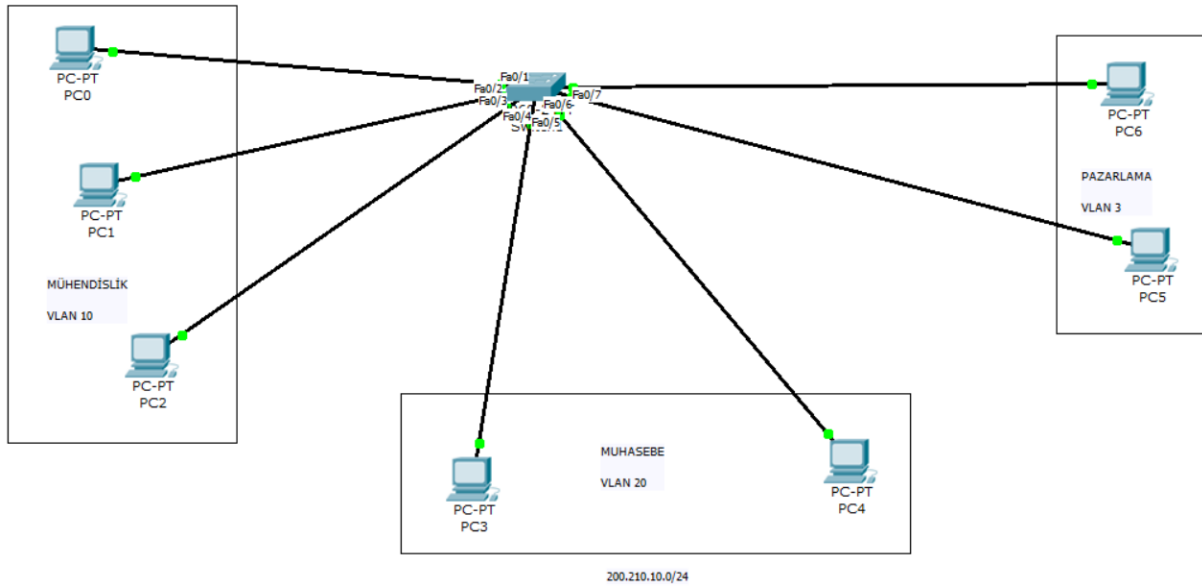 PC-PT
PC0
PC-PT
PC1
MÜHENDİSLİK
VLAN 10
PC-PT
PC2
Fa0/1
Fa0/2
Fa0/3
Fa0/4
Fa0/5
Fa0/6
Fa0/7
PC-PT
PC3
MUHASEBE
VLAN 20
PC-PT
PC4
200.210.10.0/24
PC-PT
PC6
PAZARLAMA
VLAN 3
PC-PT
PC5